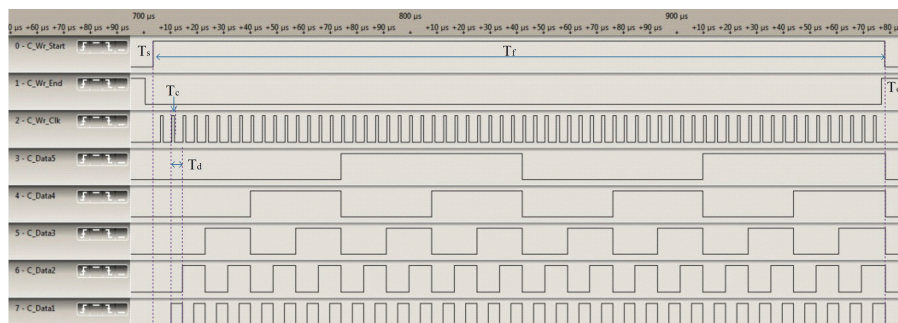 700 µs 800 µs 900 µs
0 µs +60 µs +70 µs +80 µs +90 µs +10 µs +20 µs +30 µs +40 µs +50 µs +60 µs +70 µs +80 µs +90 µs +10 µs +20 µs +30 µs +40 µs +50 µs +60 µs +70 µs +80 µs +90 µs +10 µs +20 µs +30 µs +40 µs +50 µs +60 µs +70 µs +80 µs
0 - C_Wr_Start Ts Tf
1 - C_Wr_End
Tc
2 - C_Wr_Clk
3 - C_Data5 Td
4 - C_Data4
5 - C_Data3
6 - C_Data2
7 - C_Data1